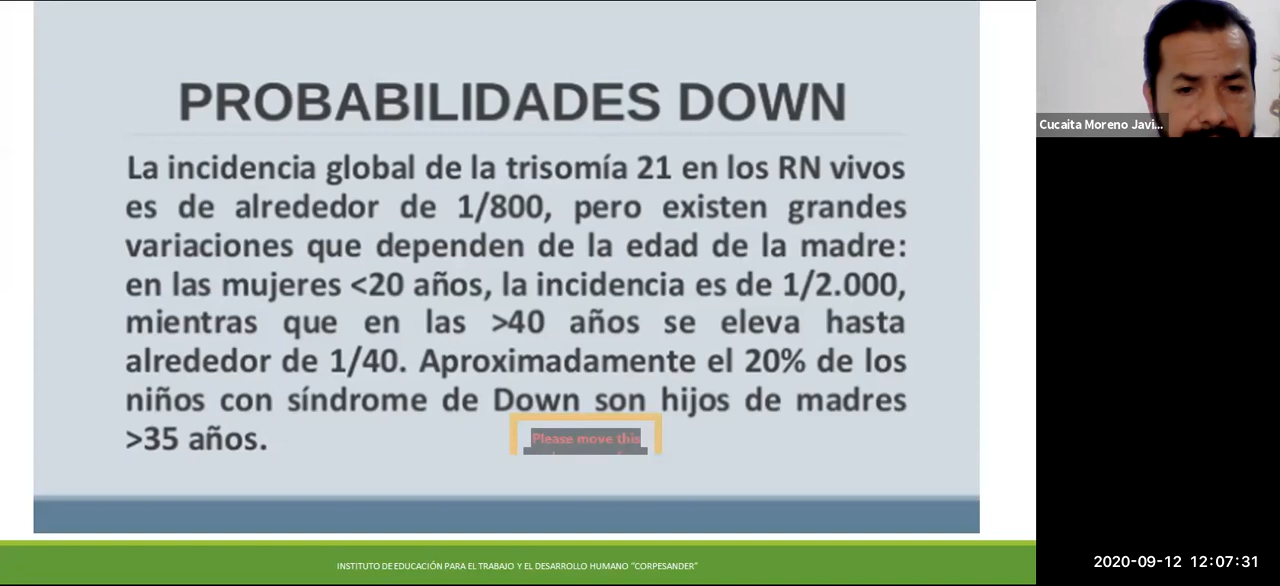 PROBABILIDADES DOWN
La incidencia global de la trisomía 21 en los RN vivos
es de alrededor de 1/800, pero existen grandes
variaciones que dependen de la edad de la madre:
en las mujeres <20 años, la incidencia es de 1/2.000,
mientras que en las >40 años se eleva hasta
alrededor de 1/40. Aproximadamente el 20% de los
niños con síndrome de Down son hijos de madres
>35 años.
Please move this
INSTITUTO DE EDUCACIÓN PARA EL TRABAJO Y EL DESARROLLO HUMANO “CORPESANDER”
Cucaita Moreno Javi...
2020-09-12 12:07:31